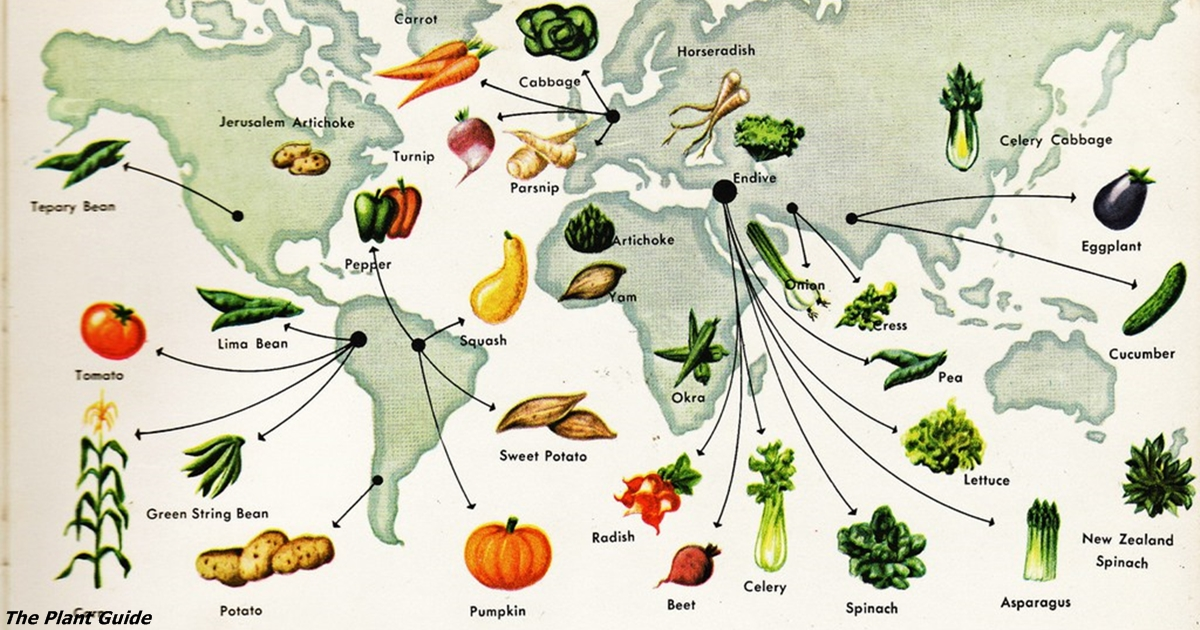 Carrot
Cabbage
Horseradish
Jerusalem Artichoke
Celery Cabbage
Turnip
Parsnip
Endive
Tepary Bean
Pepper
Artichoke
Eggplant
Yam
Onion
Cress
Lima Bean
Squash
Cucumber
Tomato
Pea
Okra
Sweet Potato
Lettuce
Green String Bean
Radish
New Zealand
Spinach
Celery
Potato
Pumpkin
Beet
Spinach
Asparagus
The Plant Guide